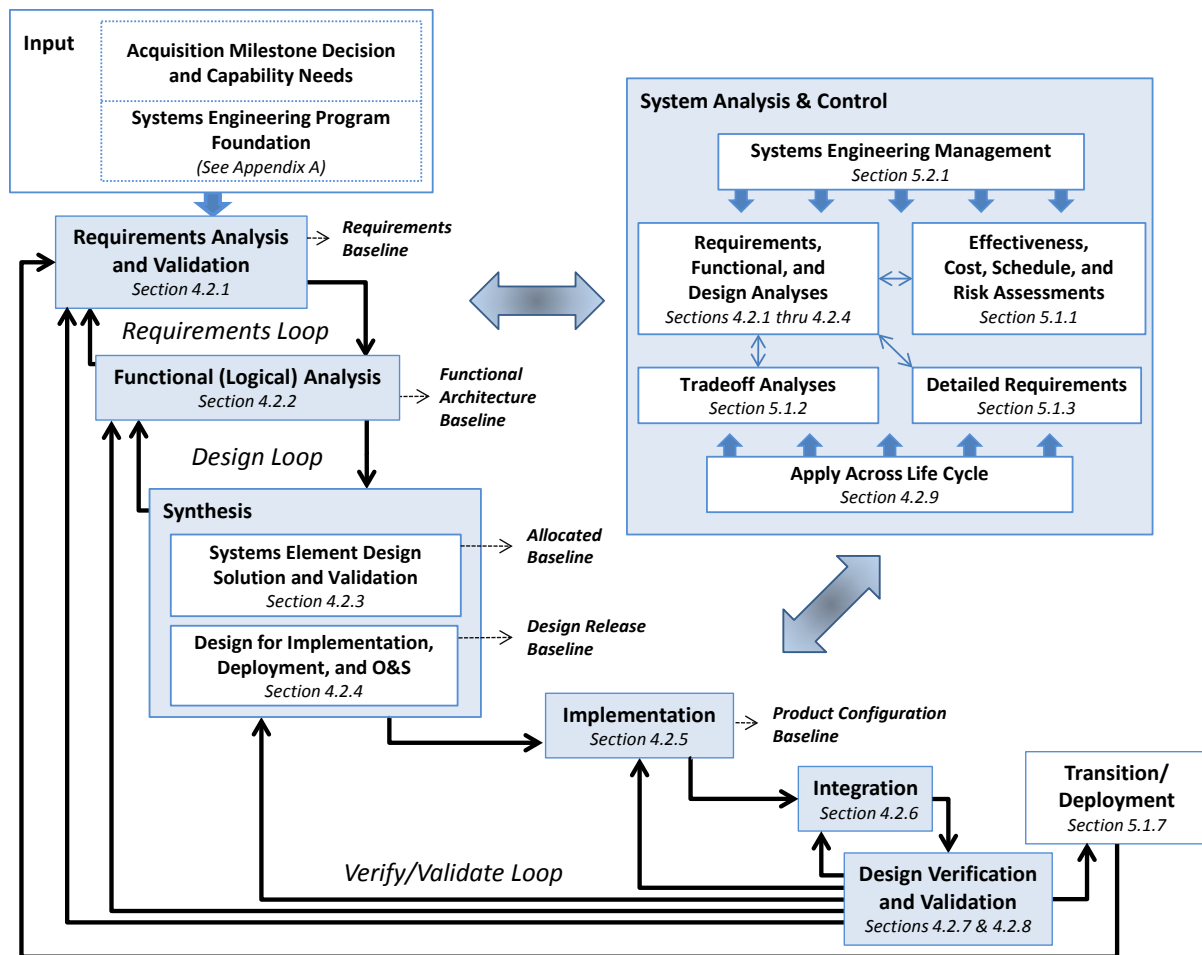 Input
Acquisition Milestone Decision
and Capability Needs
Systems Engineering Program
Foundation
(See Appendix A)
Requirements Analysis
and Validation
Section 4.2.1
Requirements
Baseline
Requirements Loop
Functional (Logical) Analysis
Section 4.2.2
Functional
Architecture
Baseline
Design Loop
Synthesis
Systems Element Design
Solution and Validation
Section 4.2.3
Allocated
Baseline
Design for Implementation,
Deployment, and O&S
Section 4.2.4
Design Release
Baseline
System Analysis & Control
Systems Engineering Management
Section 5.2.1
Requirements,
Functional, and
Design Analyses
Sections 4.2.1 thru 4.2.4
Effectiveness,
Cost, Schedule, and
Risk Assessments
Section 5.1.1
Tradeoff Analyses
Section 5.1.2
Detailed Requirements
Section 5.1.3
Apply Across Life Cycle
Section 4.2.9
Implementation
Section 4.2.5
Product Configuration
Baseline
Integration
Section 4.2.6
Transition/
Deployment
Section 5.1.7
Verify/Validate Loop
Design Verification
and Validation
Sections 4.2.7 & 4.2.8